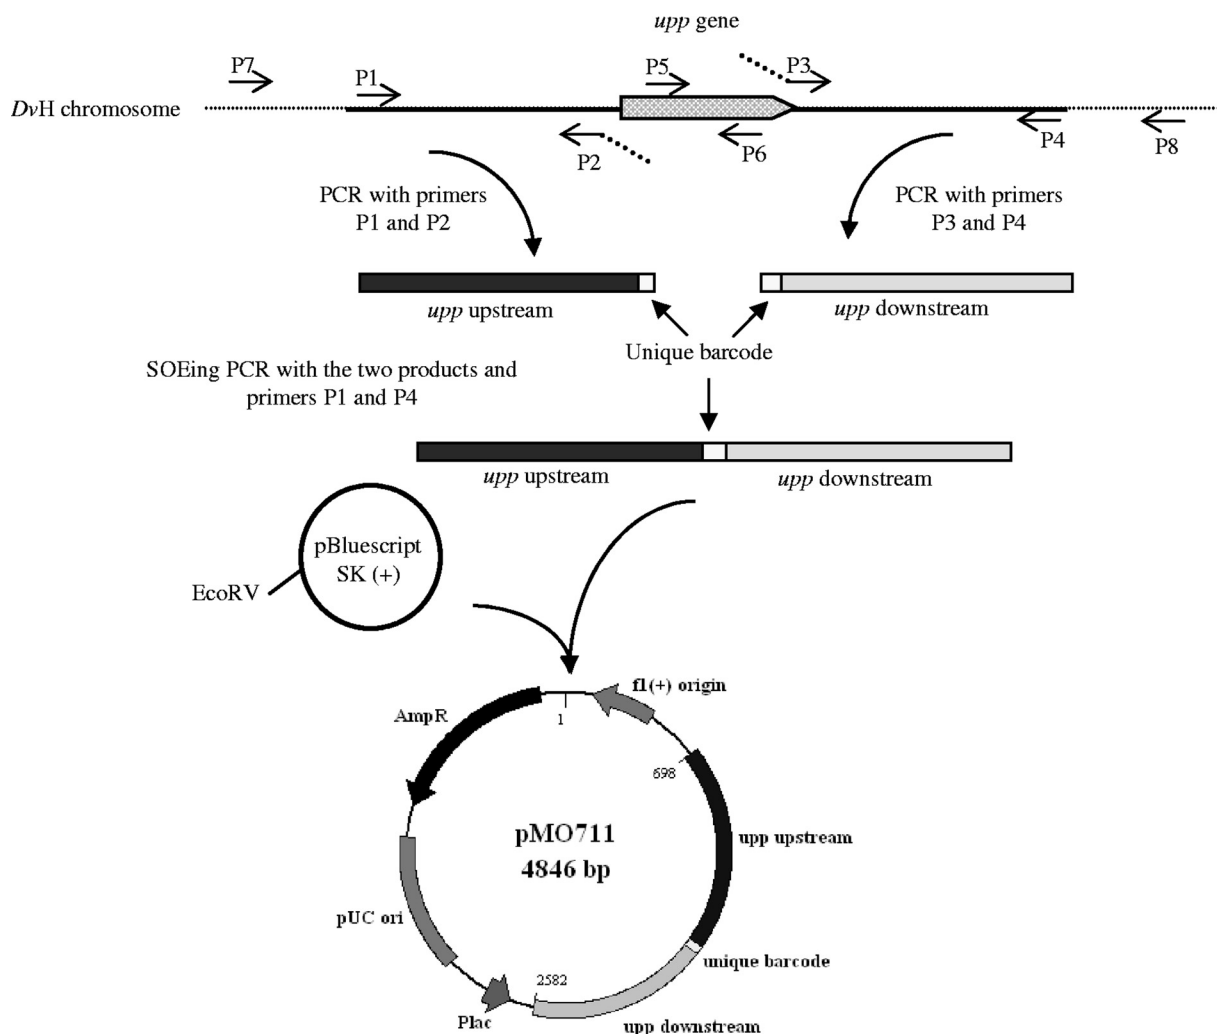 upp gene
P7
P1
P5
P3
DvH chromosome
P2
P6
P4
P8
PCR with primers
P1 and P2
PCR with primers
P3 and P4
upp upstream
upp downstream
Unique barcode
SOEing PCR with the two products and
primers P1 and P4
upp upstream
upp downstream
pBluescript
SK (+)
EcoRV
f1(+) origin
AmpR
1
698
pMO711
4846 bp
upp upstream
pUC ori
unique barcode
2582
Plac
upp downstream